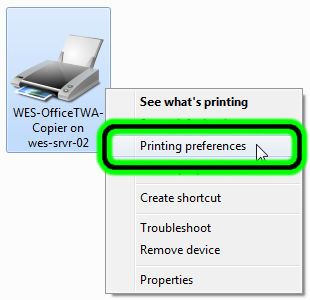 WES-OfficeTWA-
Copier on
wes-srvr-02
See what's printing
Printing preferences
Create shortcut
Troubleshoot
Remove device
Properties